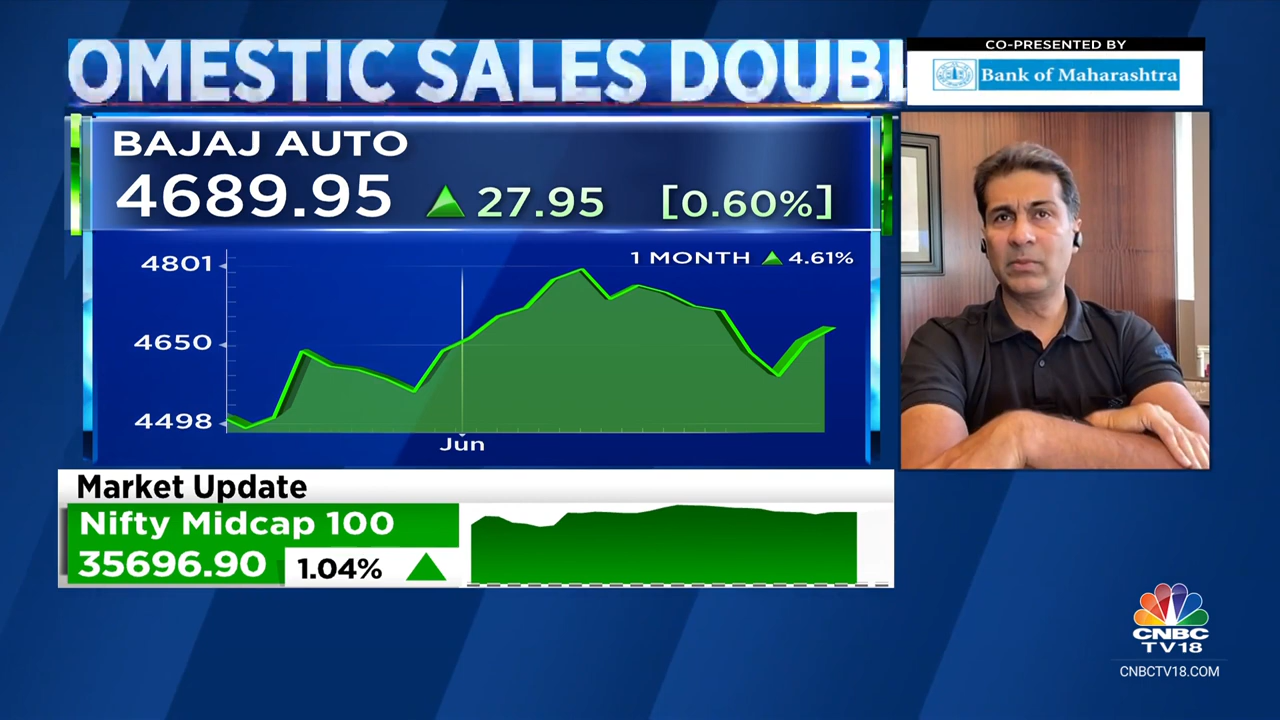 OMESTIC SALES DOUBL
CO-PRESENTED BY
Bank of Maharashtra
BAJAJ AUTO
4689.95 ▲ 27.95 [0.60%]
1 MONTH ▲ 4.61%
4801
4650
4498
Jun
Market Update
Nifty Midcap 100
35696.90 1.04% ▲
CNBC
TV18
CNBCTV18.COM